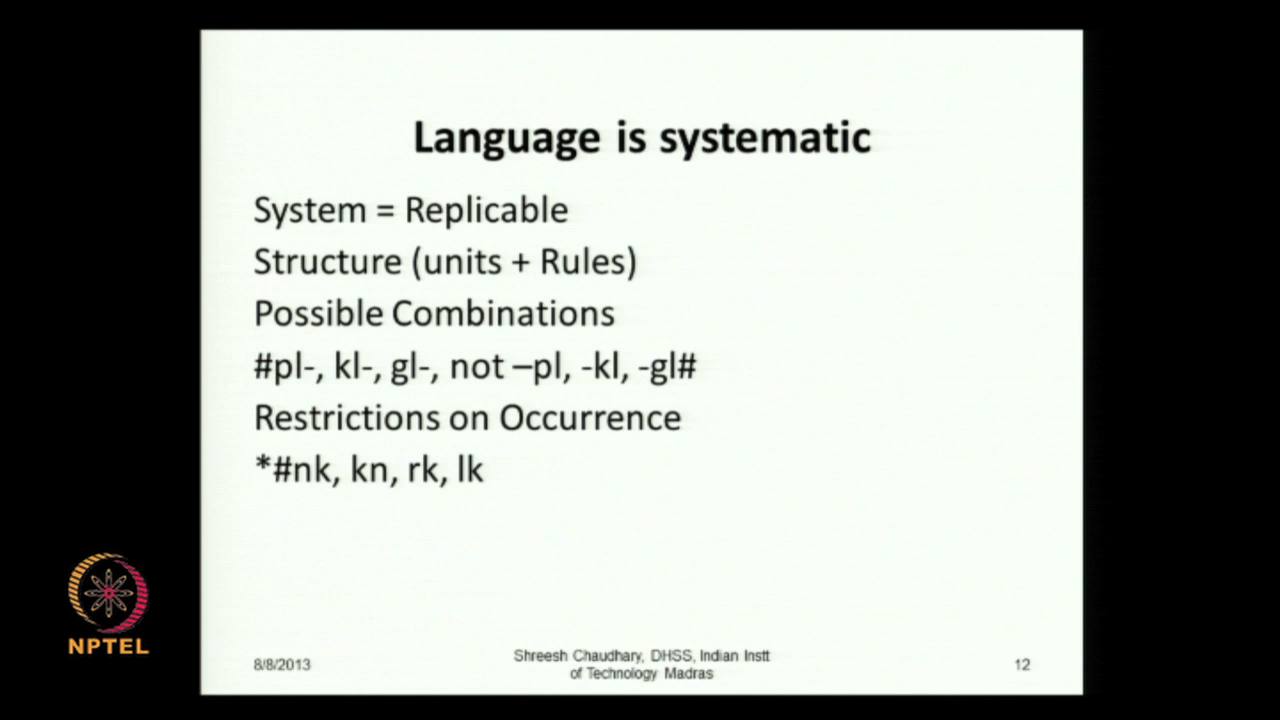 Language is systematic
System = Replicable
Structure (units + Rules)
Possible Combinations
#pl-, kl-, gl-, not –pl, -kl, -gl#
Restrictions on Occurrence
*#nk, kn, rk, lk
NPTEL
8/8/2013
Shreesh Chaudhary, DHSS, Indian Instt
of Technology Madras
12